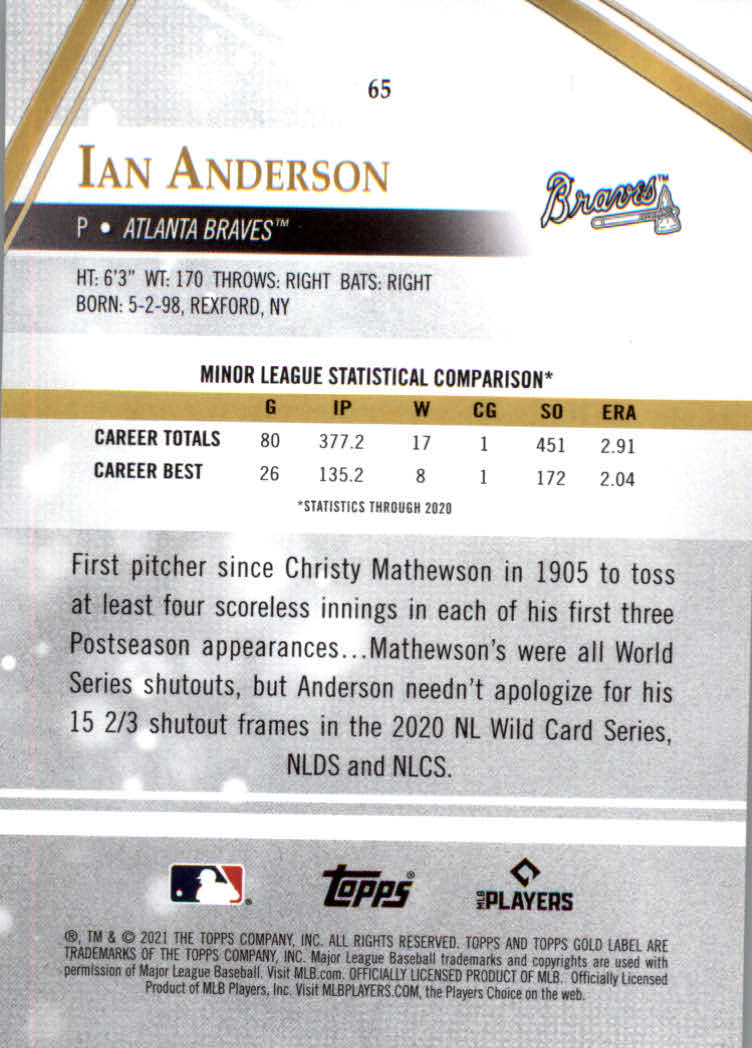 65
IAN ANDERSON
Braves™
P • ATLANTA BRAVES™
HT: 6'3" WT: 170 THROWS: RIGHT BATS: RIGHT
BORN: 5-2-98, REXFORD, NY
MINOR LEAGUE STATISTICAL COMPARISON*
G IP W CG SO ERA
CAREER TOTALS 80 377.2 17 1 451 2.91
CAREER BEST 26 135.2 8 1 172 2.04
*STATISTICS THROUGH 2020
First pitcher since Christy Mathewson in 1905 to toss
at least four scoreless innings in each of his first three
Postseason appearances...Mathewson's were all World
Series shutouts, but Anderson needn't apologize for his
15 2/3 shutout frames in the 2020 NL Wild Card Series,
NLDS and NLCS.
® topps® MLB PLAYERS
®, TM & © 2021 THE TOPPS COMPANY, INC. ALL RIGHTS RESERVED. TOPPS AND TOPPS GOLD LABEL ARE
TRADEMARKS OF THE TOPPS COMPANY, INC. Major League Baseball trademarks and copyrights are used with
permission of Major League Baseball. Visit MLB.com. OFFICIALLY LICENSED PRODUCT OF MLB. Officially Licensed
Product of MLB Players, Inc. Visit MLBPLAYERS.COM, the Players Choice on the web.